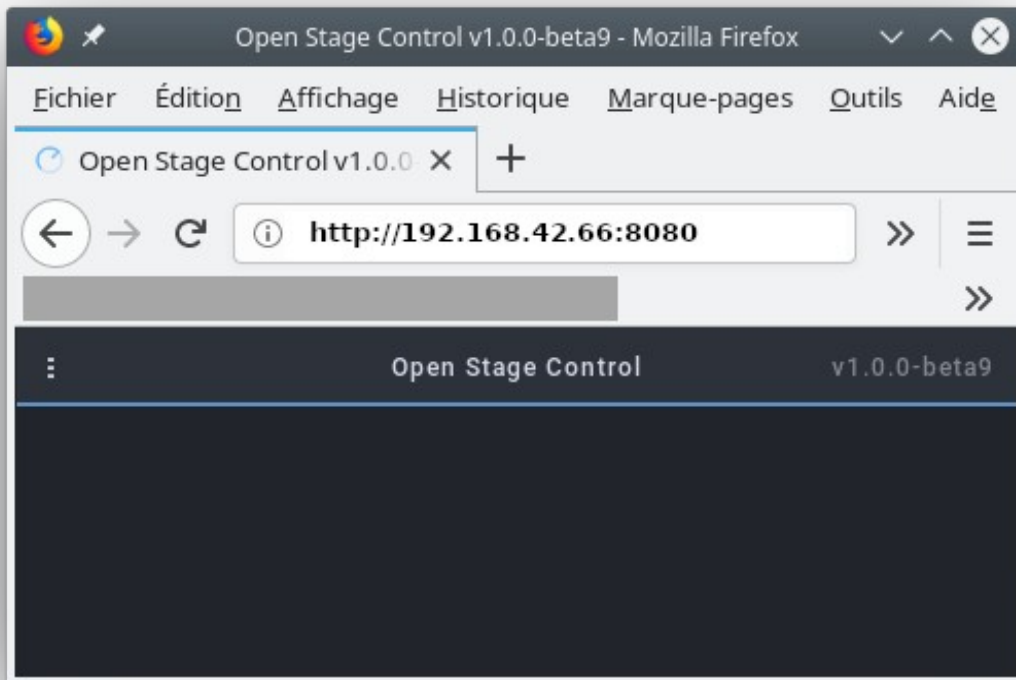 Open Stage Control v1.0.0-beta9 - Mozilla Firefox
Fichier Édition Affichage Historique Marque-pages Outils Aide
Open Stage Control v1.0.0
http://192.168.42.66:8080
Open Stage Control v1.0.0-beta9